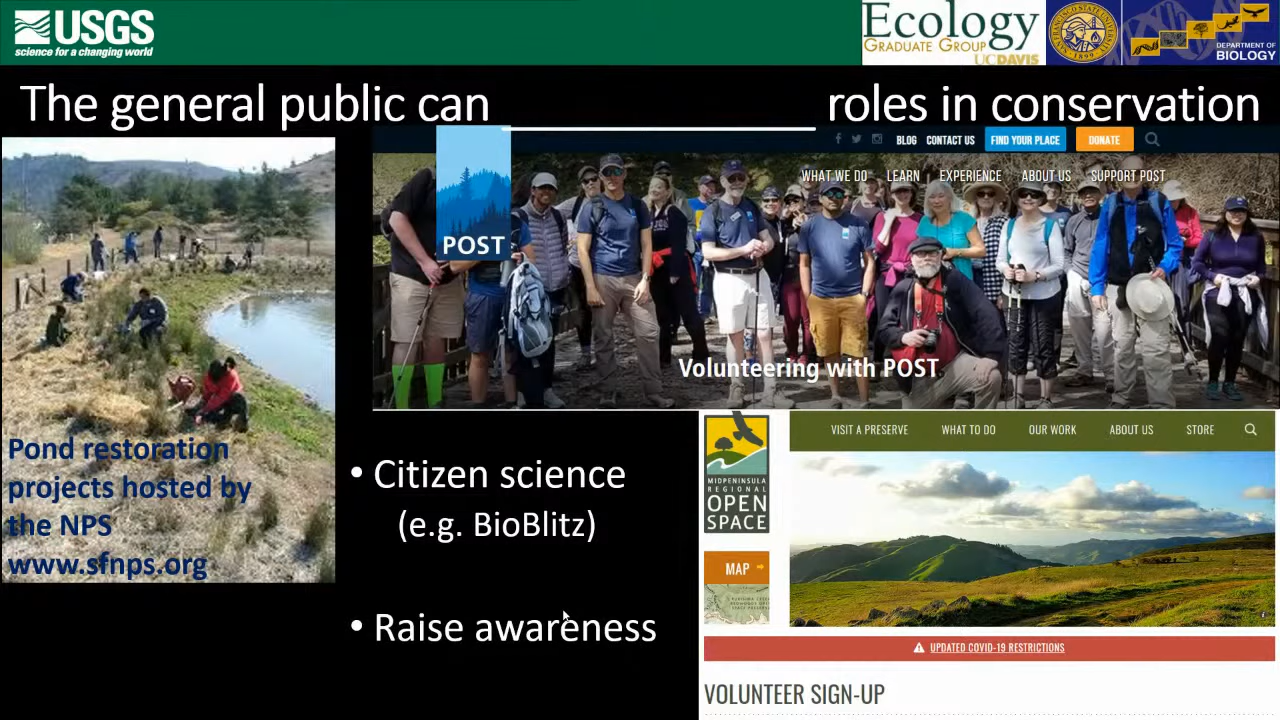 USGS
science for a changing world
Ecology
GRADUATE GROUP
UCDAVIS
1899
DEPARTMENT OF
BIOLOGY
The general public can roles in conservation
BLOG CONTACT US FIND YOUR PLACE DONATE
WHAT WE DO LEARN EXPERIENCE ABOUT US SUPPORT POST
POST
Volunteering with POST
Pond restoration
projects hosted by
the NPS
www.sfnps.org
• Citizen science
(e.g. BioBlitz)
• Raise awareness
MIDPENINSULA
REGIONAL
OPEN
SPACE
VISIT A PRESERVE WHAT TO DO OUR WORK ABOUT US STORE
MAP
UPDATED COVID-19 RESTRICTIONS
VOLUNTEER SIGN-UP